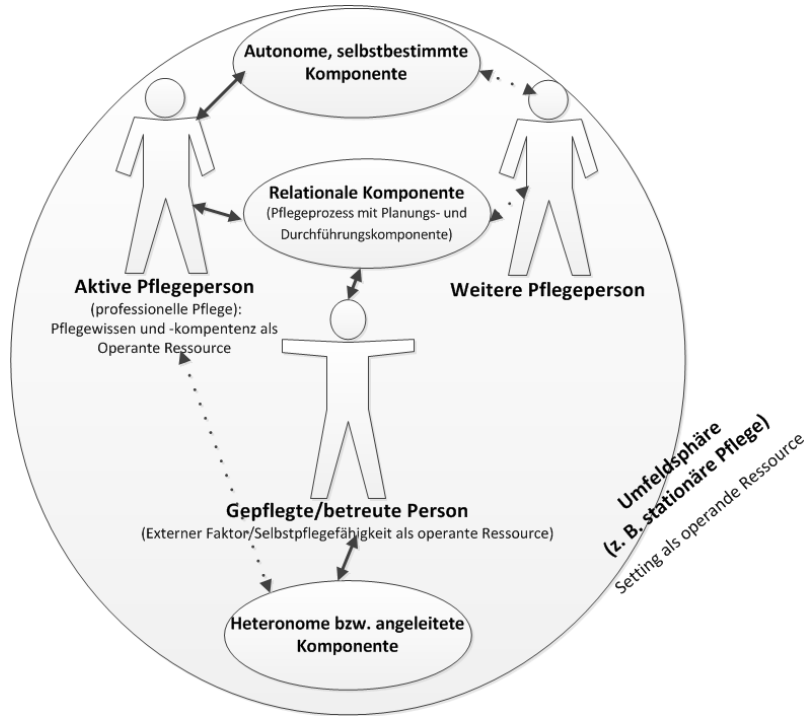 Autonome, selbstbestimmte
Komponente
Relationale Komponente
(Pflegeprozess mit Planungs- und
Durchführungskomponente)
Aktive Pflegeperson
(professionelle Pflege):
Pflegewissen und -kompentenz als
Operante Ressource
Weitere Pflegeperson
Gepflegte/betreute Person
(Externer Faktor/Selbstpflegefähigkeit als operante Ressource)
Umfeldsphäre
(z. B. stationäre Pflege)
Setting als operande Ressource
Heteronome bzw. angeleitete
Komponente